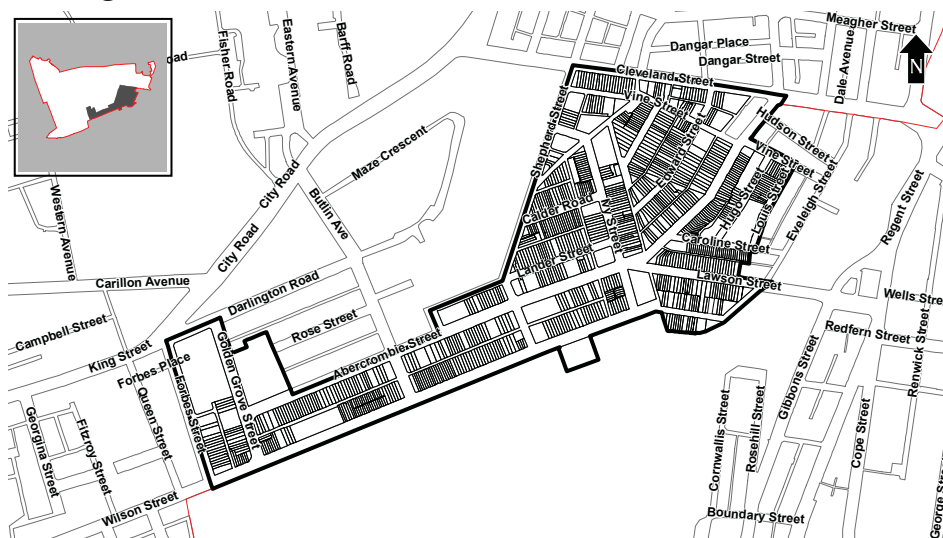 Meagher Street
Dangar Place
Dangar Street
Dale Avenue
N
Barff Road
Eastern Avenue
Fisher Road
oad
Cleveland Street
Vine Street
Shepherd Street
Edward Street
Hudson Street
Vine Street
Maze Crescent
City Road
Butlin Ave
Western Avenue
Calder Road
Ivy Street
Hugo Street
Louis Street
Eveleigh Street
Regent Street
City Road
Caroline Street
Lander Street
Lawson Street
Carillon Avenue
Darlington Road
Wells Stre
Campbell Street
Rose Street
Redfern Street
King Street
Golden Grove Street
Abercrombie Street
Forbes Place
Forbes Street
Queen Street
Gibbons Street
Renwick Street
Georgina Street
Fitzroy Street
Cornwallis Street
Rosehill Street
Cope Street
Wilson Street
Boundary Street
George Stre